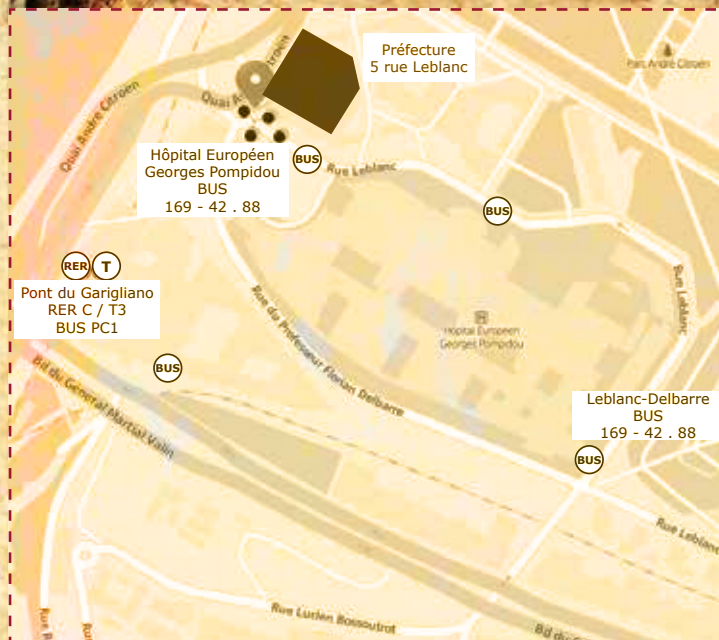 Préfecture
5 rue Leblanc
Parc André Citroën
Quai André Citroën
BUS
Rue Leblanc
Hôpital Européen
Georges Pompidou
BUS
169 - 42 . 88
BUS
Rue Leblanc
RER
T
Pont du Garigliano
RER C / T3
BUS PC1
Rue du Professeur Florian Delbarre
Hôpital Européen
Georges Pompidou
BUS
Bld du General Martial Valin
Leblanc-Delbarre
BUS
169 - 42 . 88
BUS
Rue Leblanc
Rue Lucien Bossoutrot